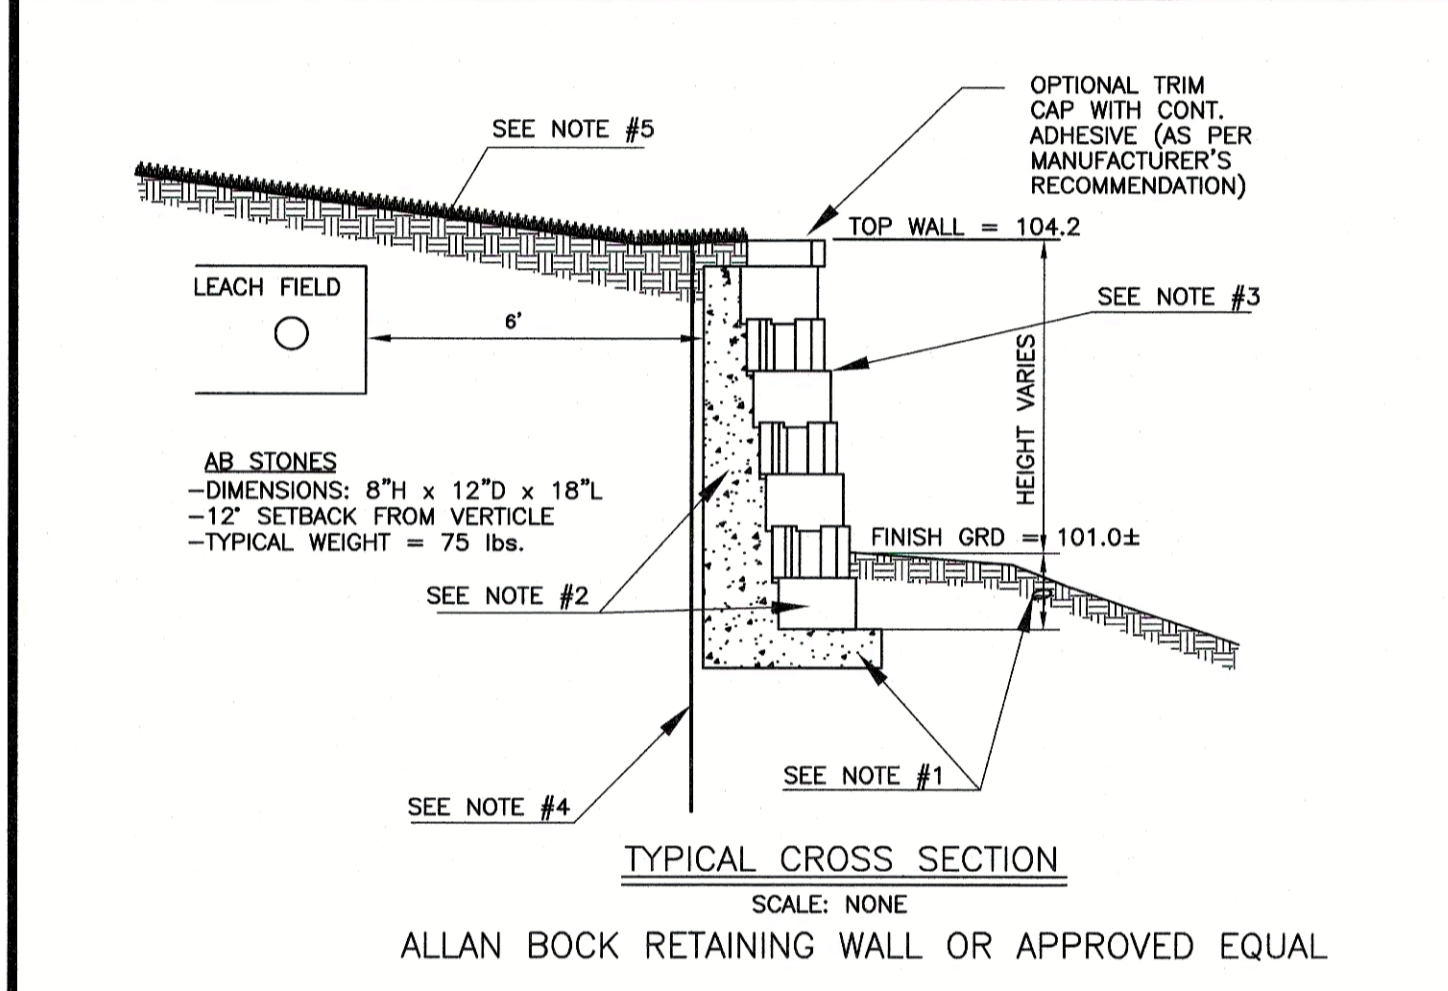 OPTIONAL TRIM
CAP WITH CONT.
ADHESIVE (AS PER
MANUFACTURER'S
RECOMMENDATION)
SEE NOTE #5
TOP WALL = 104.2
LEACH FIELD
6'
SEE NOTE #3
HEIGHT VARIES
AB STONES
-DIMENSIONS: 8"H x 12"D x 18"L
-12° SETBACK FROM VERTICLE
-TYPICAL WEIGHT = 75 lbs.
FINISH GRD = 101.0±
SEE NOTE #2
SEE NOTE #1
SEE NOTE #4
TYPICAL CROSS SECTION
SCALE: NONE
ALLAN BOCK RETAINING WALL OR APPROVED EQUAL